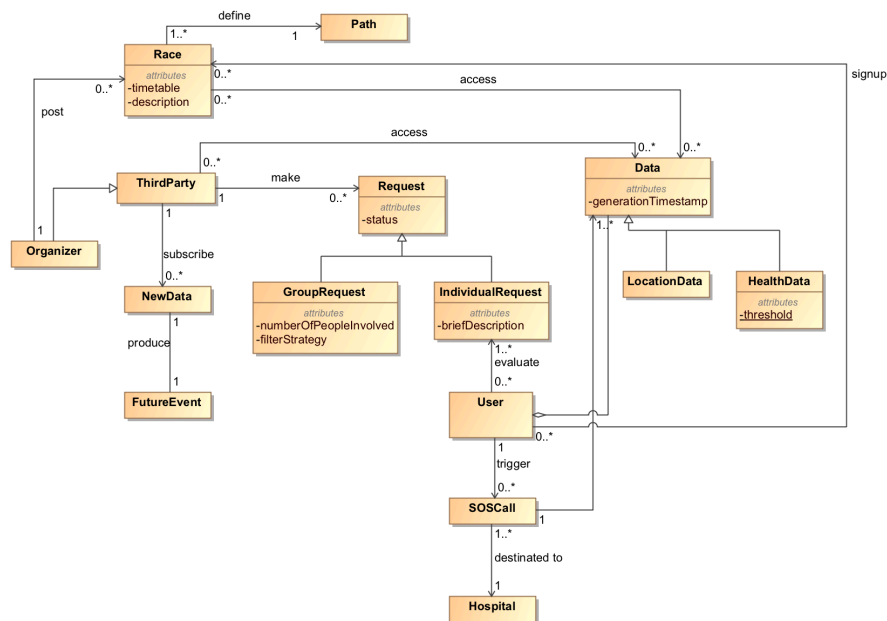 define
Path
1..*
1
Race
attributes
-timetable
-description
0..*
0..*
0..*
signup
access
post
access
0..*
0..*
0..*
ThirdParty
1
make
0..*
Request
attributes
-status
Data
attributes
-generationTimestamp
1..*
1
Organizer
1
subscribe
0..*
NewData
1
produce
1
FutureEvent
GroupRequest
attributes
-numberOfPeopleInvolved
-filterStrategy
IndividualRequest
attributes
-briefDescription
LocationData
HealthData
attributes
-threshold
1..*
evaluate
0..*
User
0..*
1
trigger
0..*
SOSCall
1
1..*
destinated to
1
Hospital